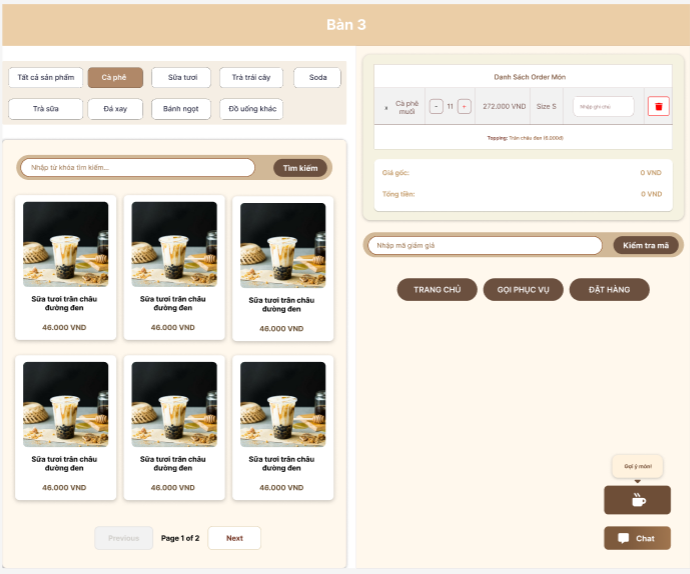 Bàn 3
Tất cả sản phẩm
Cà phê
Sữa tươi
Trà trái cây
Soda
Trà sữa
Đá xay
Bánh ngọt
Đồ uống khác
Nhập từ khóa tìm kiếm...
Tìm kiếm
Sữa tươi trân châu
đường đen
46.000 VND
Sữa tươi trân châu
đường đen
46.000 VND
Sữa tươi trân châu
đường đen
46.000 VND
Sữa tươi trân châu
đường đen
46.000 VND
Sữa tươi trân châu
đường đen
46.000 VND
Sữa tươi trân châu
đường đen
46.000 VND
Previous
Page 1 of 2
Next
Danh Sách Order Món
x
Cà phê
muối
- 11 +
272.000 VND
Size S
Nhập ghi chú
Topping: Trân châu đen (6.000đ)
Giá gốc:
0 VND
Tổng tiền:
0 VND
Nhập mã giảm giá
Kiểm tra mã
TRANG CHỦ
GỌI PHỤC VỤ
ĐẶT HÀNG
Gợi ý món!
Chat